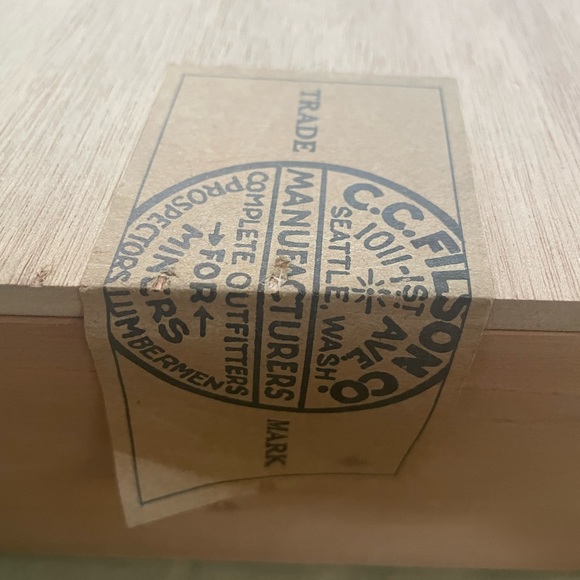 TRADE
C.C. FILSON CO
1011-1ST AVE
SEATTLE, WASH.
MANUFACTURERS
COMPLETE OUTFITTERS
→FOR←
PROSPECTORS
MINERS
LUMBERMEN
MARK